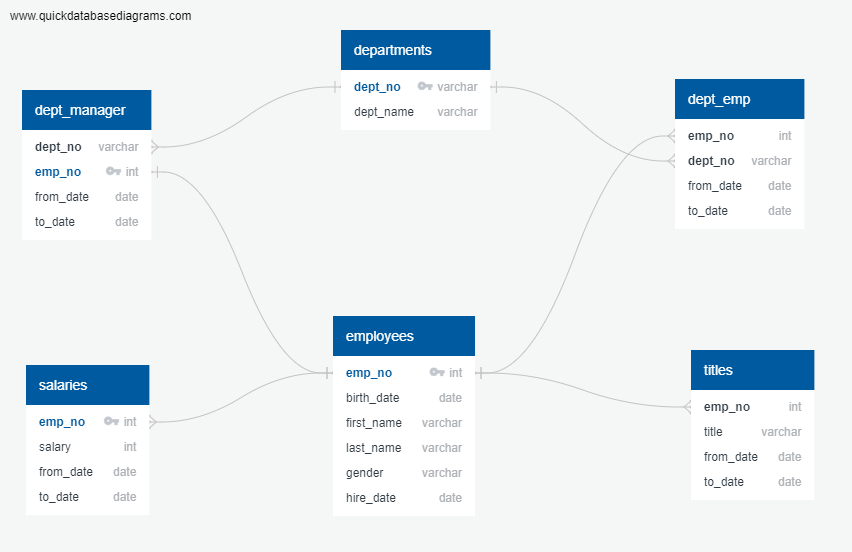 www.quickdatabasediagrams.com
departments
dept_no varchar
dept_name varchar
dept_manager
dept_no varchar
emp_no int
from_date date
to_date date
dept_emp
emp_no int
dept_no varchar
from_date date
to_date date
employees
emp_no int
birth_date date
first_name varchar
last_name varchar
gender varchar
hire_date date
salaries
emp_no int
salary int
from_date date
to_date date
titles
emp_no int
title varchar
from_date date
to_date date